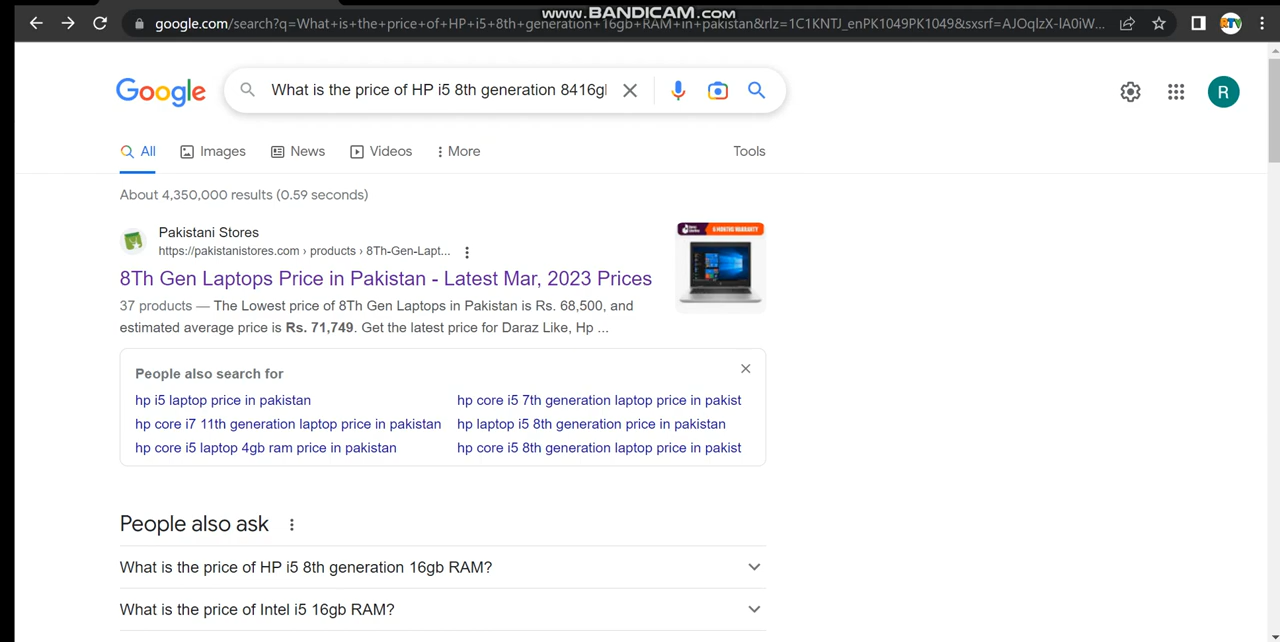 www.BANDICAM.com
google.com/search?q=What+is+the+price+of+HP+i5+8th+generation+16gb+RAM+in+pakistan&rlz=1C1KNTJ_enPK1049PK1049&sxsrf=AJOqlzX-IA0iW...
Google
What is the price of HP i5 8th generation 8416gl
R
All
Images
News
Videos
More
Tools
About 4,350,000 results (0.59 seconds)
Pakistani Stores
https://pakistanistores.com › products › 8Th-Gen-Lapt...
8Th Gen Laptops Price in Pakistan - Latest Mar, 2023 Prices
37 products — The Lowest price of 8Th Gen Laptops in Pakistan is Rs. 68,500, and
estimated average price is Rs. 71,749. Get the latest price for Daraz Like, Hp ...
6 MONTHS WARRANTY
People also search for
hp i5 laptop price in pakistan
hp core i5 7th generation laptop price in pakist
hp core i7 11th generation laptop price in pakistan
hp laptop i5 8th generation price in pakistan
hp core i5 laptop 4gb ram price in pakistan
hp core i5 8th generation laptop price in pakist
People also ask
What is the price of HP i5 8th generation 16gb RAM?
What is the price of Intel i5 16gb RAM?